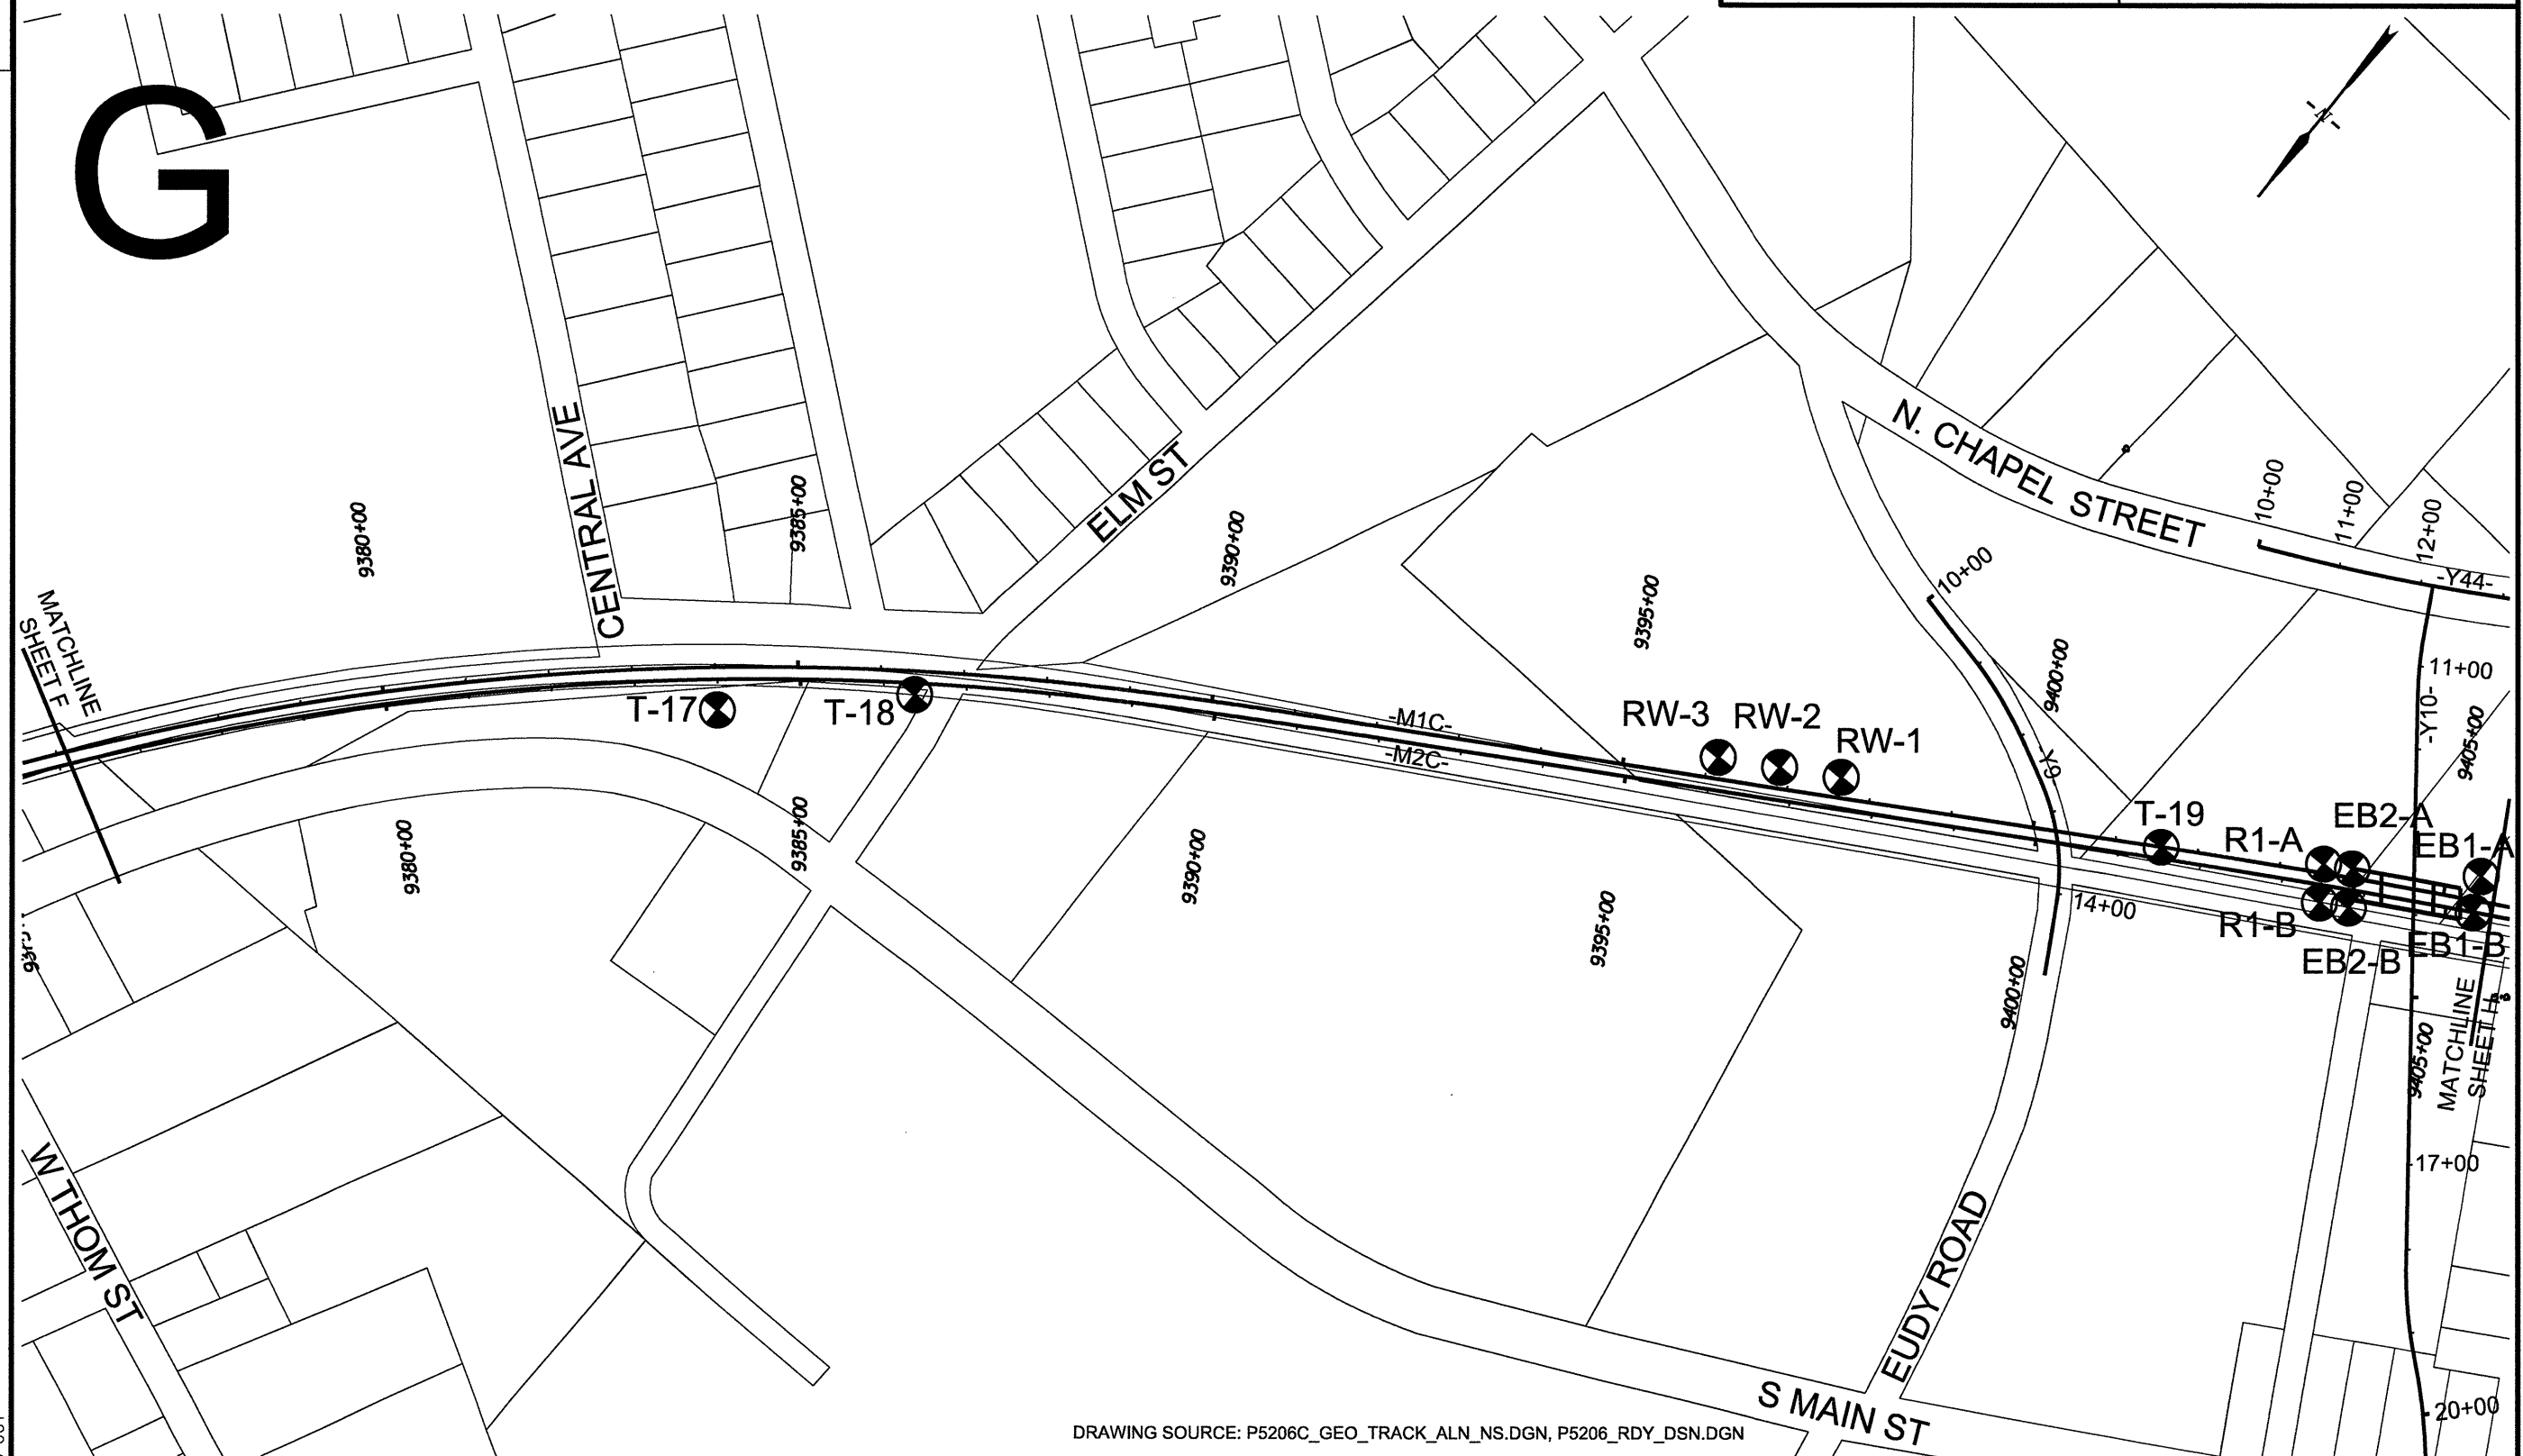 G
-N-
CENTRAL AVE
ELM ST
N. CHAPEL STREET
10+00
11+00
12+00
-Y44-
9380+00
9385+00
9390+00
9395+00
9400+00
9405+00
10+00
11+00
-Y10-
-Y9-
MATCHLINE
SHEET F
T-17
T-18
-M1C-
-M2C-
RW-3
RW-2
RW-1
T-19
R1-A
EB2-A
EB1-A
R1-B
EB2-B
EB1-B
14+00
9380+00
9385+00
9390+00
9395+00
9400+00
9405+00
MATCHLINE
SHEET H
17+00
W THOM ST
EUDY ROAD
S MAIN ST
20+00
DRAWING SOURCE: P5206C_GEO_TRACK_ALN_NS.DGN, P5206_RDY_DSN.DGN